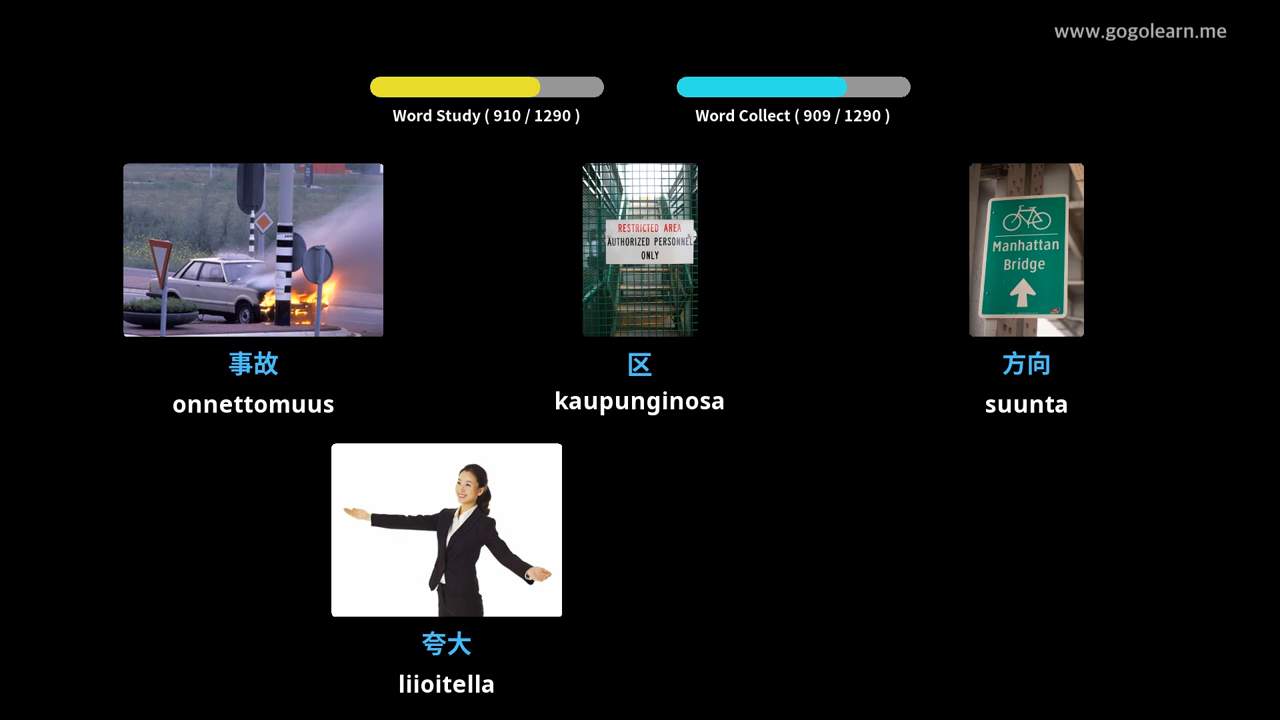 www.gogolearn.me
Word Study ( 910 / 1290 )
Word Collect ( 909 / 1290 )
RESTRICTED AREA
AUTHORIZED PERSONNEL
ONLY
Manhattan
Bridge
事故
区
方向
onnettomuus
kaupunginosa
suunta
夸大
liioitella